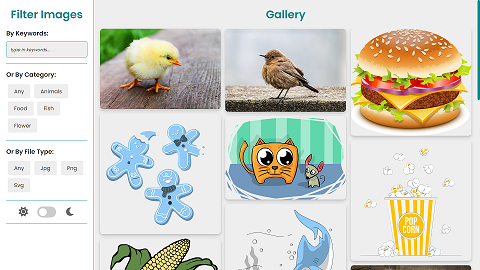 Filter Images
By Keywords:
type in Keywords...
Or By Category:
Any
Animals
Food
Fish
Flower
Or By File Type:
Any
Jpg
Png
Svg
Gallery
POP
CORN